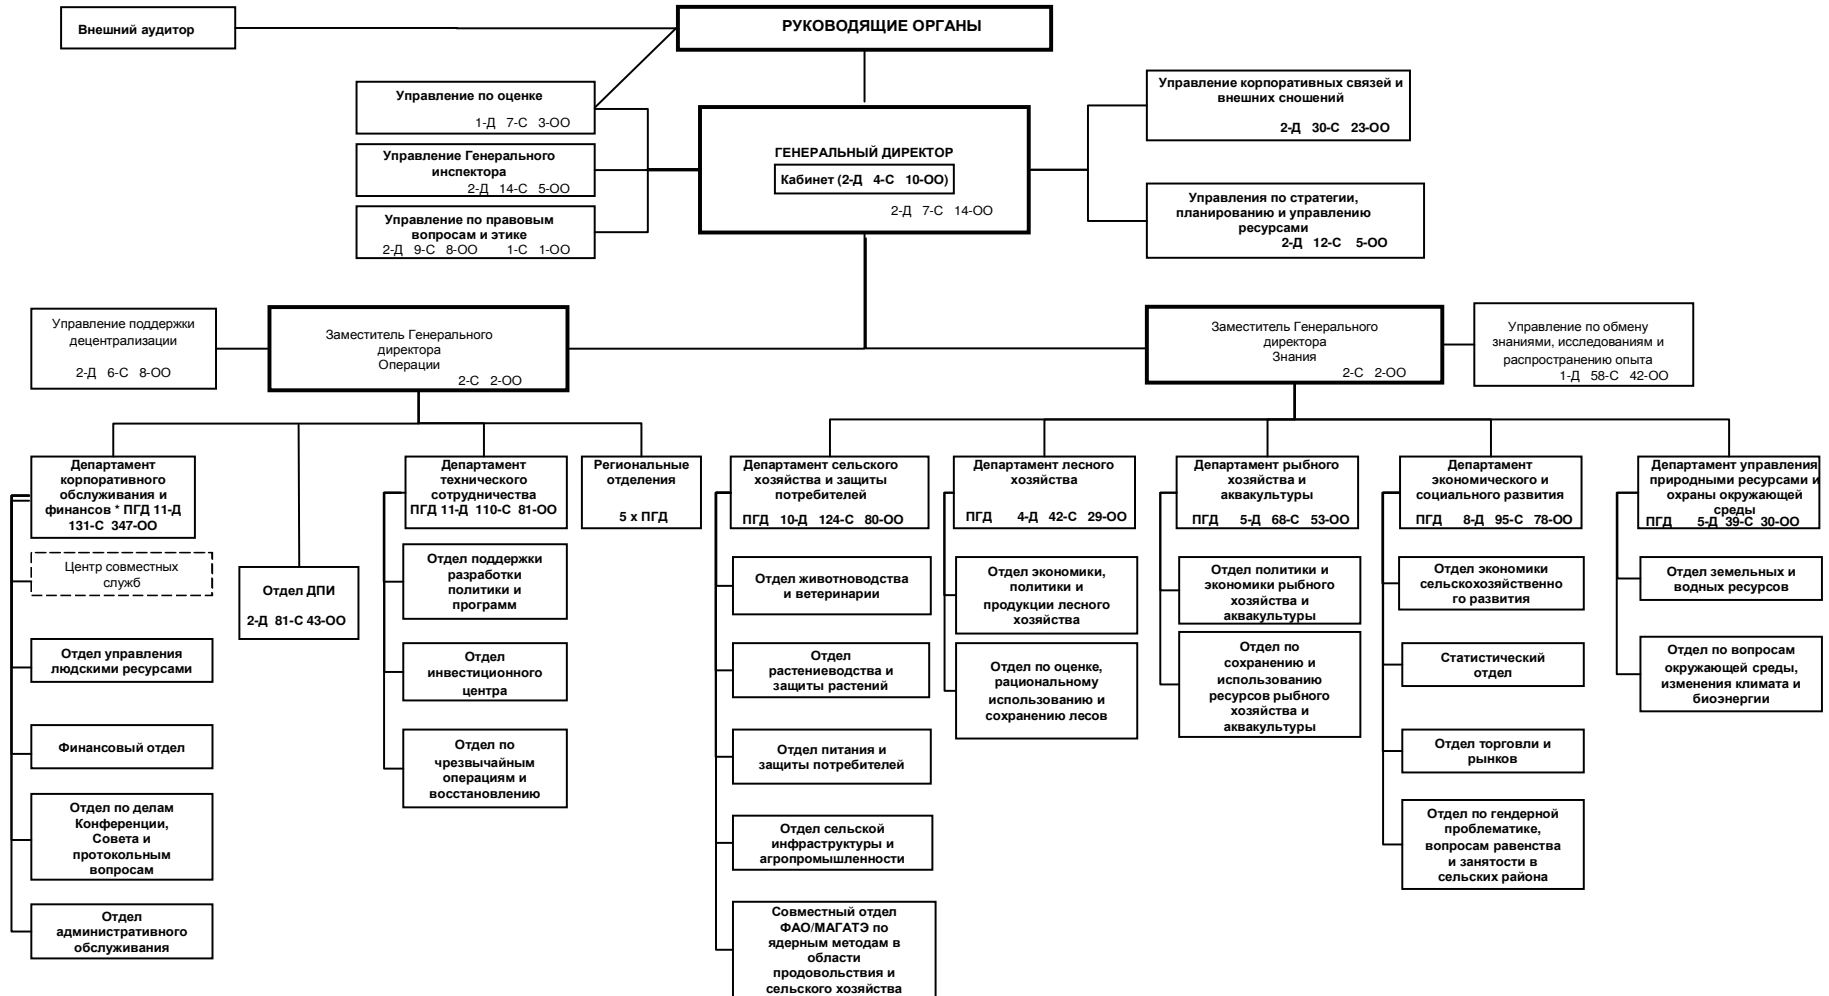 Внешний аудитор
РУКОВОДЯЩИЕ ОРГАНЫ
Управление по оценке
1-Д 7-С 3-ОО
Управление Генерального
инспектора
2-Д 14-С 5-ОО
Управление по правовым
вопросам и этике
2-Д 9-С 8-ОО 1-С 1-ОО
ГЕНЕРАЛЬНЫЙ ДИРЕКТОР
Кабинет (2-Д 4-С 10-ОО)
2-Д 7-С 14-ОО
Управление корпоративных связей и
внешних сношений
2-Д 30-С 23-ОО
Управления по стратегии,
планированию и управлению
ресурсами
2-Д 12-С 5-ОО
Управление поддержки
децентрализации
2-Д 6-С 8-ОО
Заместитель Генерального
директора
Операции
2-С 2-ОО
Заместитель Генерального
директора
Знания
2-С 2-ОО
Управление по обмену
знаниями, исследованиям и
распространению опыта
1-Д 58-С 42-ОО
Департамент
корпоративного
обслуживания и
финансов * ПГД 11-Д
131-С 347-ОО
Центр совместных
служб
Отдел управления
людскими ресурсами
Финансовый отдел
Отдел по делам
Конференции,
Совета и
протокольным
вопросам
Отдел
административного
обслуживания
Отдел ДПИ
2-Д 81-С 43-ОО
Департамент
технического
сотрудничества
ПГД 11-Д 110-С 81-ОО
Отдел поддержки
разработки
политики и
программ
Отдел
инвестиционного
центра
Отдел по
чрезвычайным
операциям и
восстановлению
Региональные
отделения
5 x ПГД
Департамент сельского
хозяйства и защиты
потребителей
ПГД 10-Д 124-С 80-ОО
Отдел животноводства
и ветеринарии
Отдел
растениеводства и
защиты растений
Отдел питания и
защиты потребителей
Отдел сельской
инфраструктуры и
агропромышленности
Совместный отдел
ФАО/МАГАТЭ по
ядерным методам в
области
продовольствия и
сельского хозяйства
Департамент лесного
хозяйства
ПГД 4-Д 42-С 29-ОО
Отдел экономики,
политики и
продукции лесного
хозяйства
Отдел по оценке,
рациональному
использованию и
сохранению лесов
Департамент рыбного
хозяйства и
аквакультуры
ПГД 5-Д 68-С 53-ОО
Отдел политики и
экономики рыбного
хозяйства и
аквакультуры
Отдел по
сохранению и
использованию
ресурсов рыбного
хозяйства и
аквакультуры
Департамент
экономического и
социального развития
ПГД 8-Д 95-С 78-ОО
Отдел экономики
сельскохозяйственно
го развития
Статистический
отдел
Отдел торговли и
рынков
Отдел по гендерной
проблематике,
вопросам равенства
и занятости в
сельских района
Департамент управления
природными ресурсами и
охраны окружающей
среды
ПГД 5-Д 39-С 30-ОО
Отдел земельных и
водных ресурсов
Отдел по вопросам
окружающей среды,
изменения климата и
биоэнергии